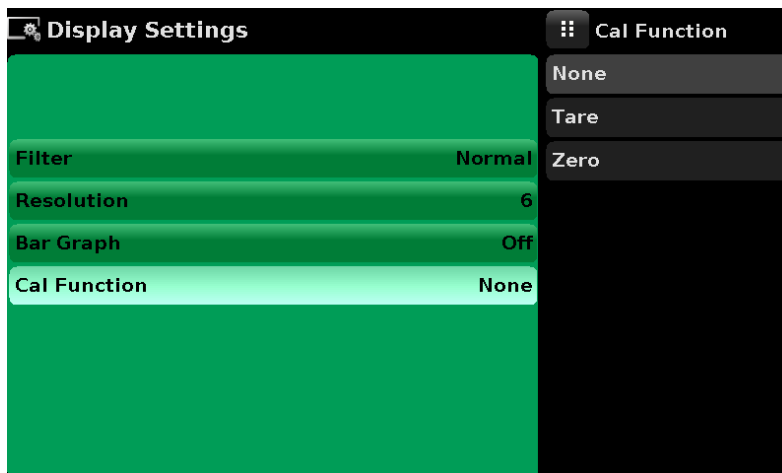 Display Settings
Filter Normal
Resolution 6
Bar Graph Off
Cal Function None
Cal Function
None
Tare
Zero